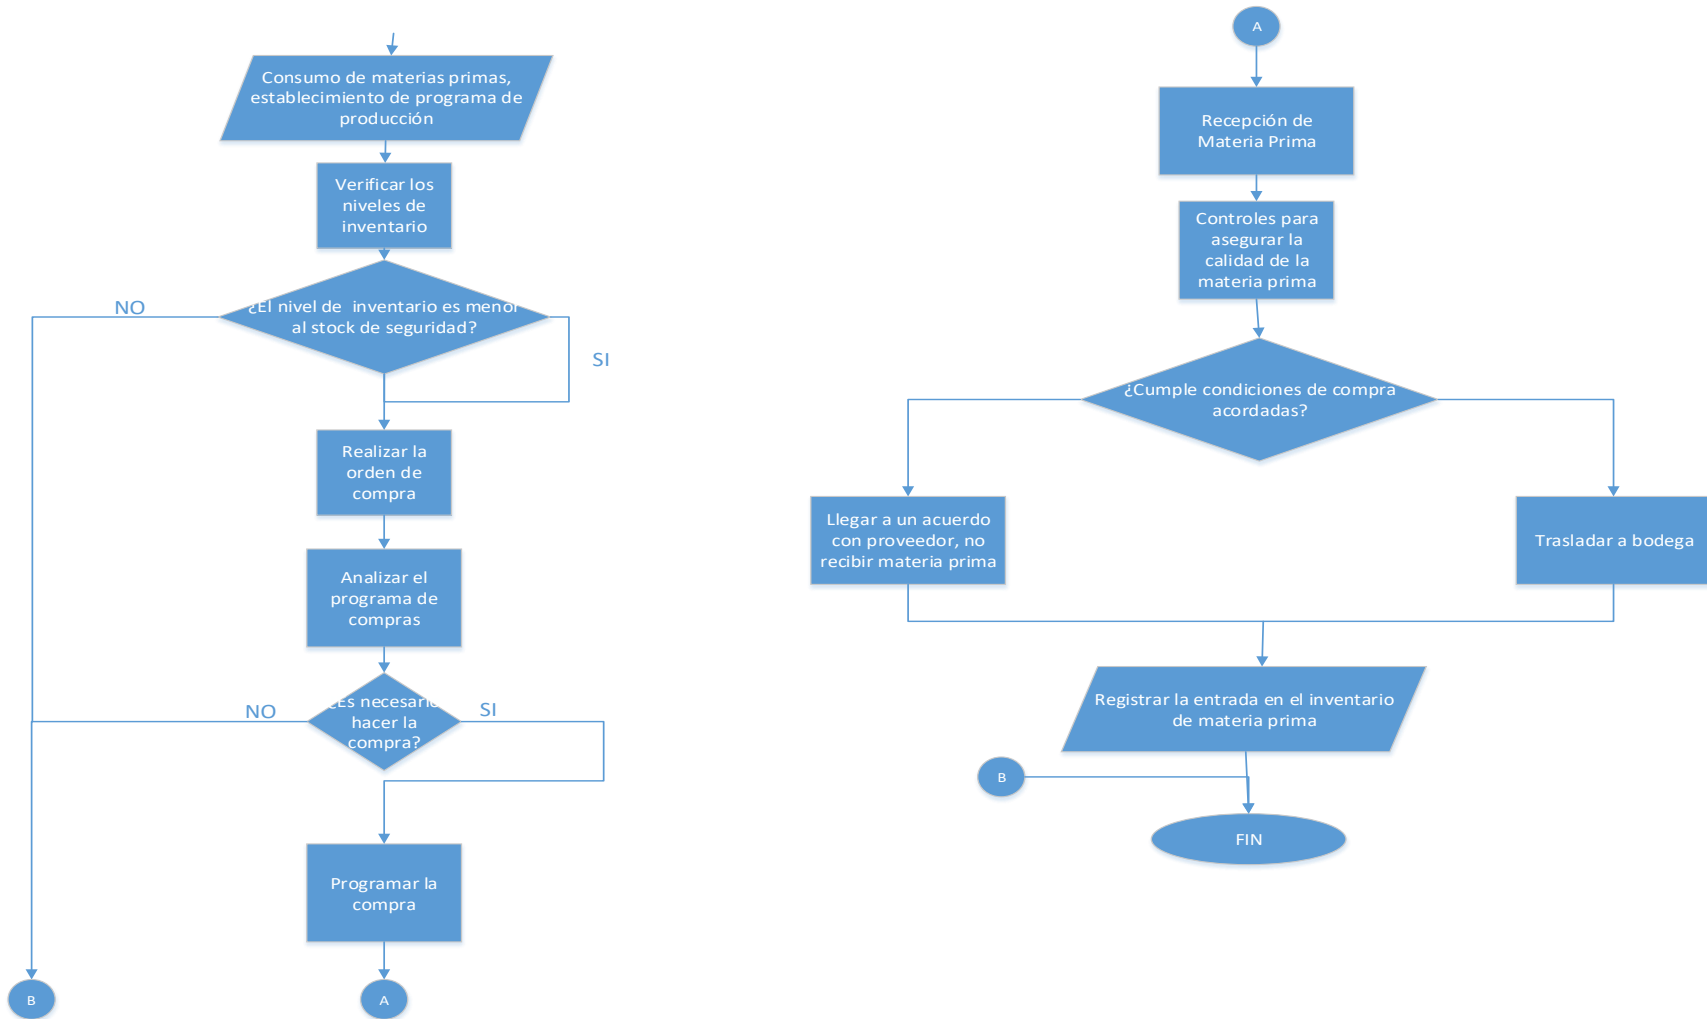 Consumo de materias primas,
establecimiento de programa de
producción
Verificar los
niveles de
inventario
¿El nivel de inventario es menor
al stock de seguridad?
NO
SI
Realizar la
orden de
compra
Analizar el
programa de
compras
¿Es necesario
hacer la
compra?
NO
SI
Programar la
compra
B
A
A
Recepción de
Materia Prima
Controles para
asegurar la
calidad de la
materia prima
¿Cumple condiciones de compra
acordadas?
Llegar a un acuerdo
con proveedor, no
recibir materia prima
Trasladar a bodega
Registrar la entrada en el inventario
de materia prima
B
FIN